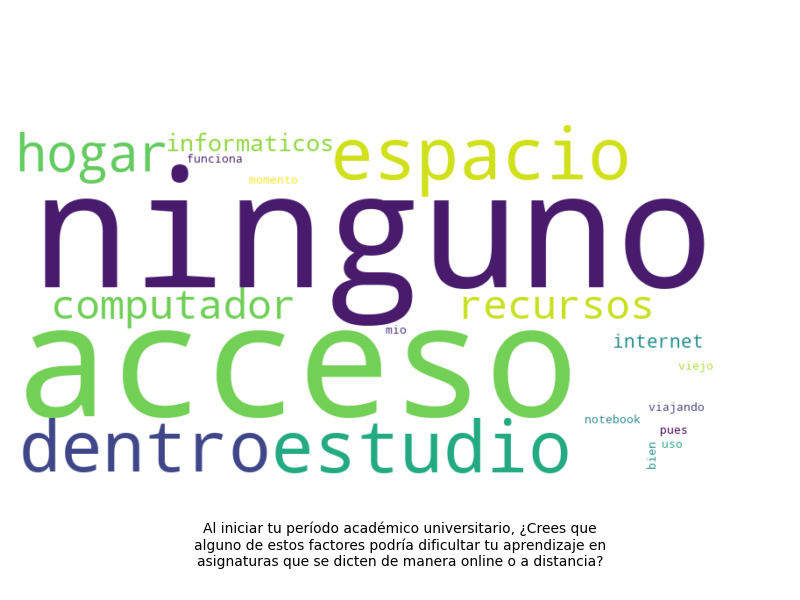 hogar informaticos espacio
funciona
momento
ninguno
computador recursos
mio
acceso
internet
viejo
viajando
notebook
pues
dentro estudio
uso
bien
Al iniciar tu período académico universitario, ¿Crees que
alguno de estos factores podría dificultar tu aprendizaje en
asignaturas que se dicten de manera online o a distancia?